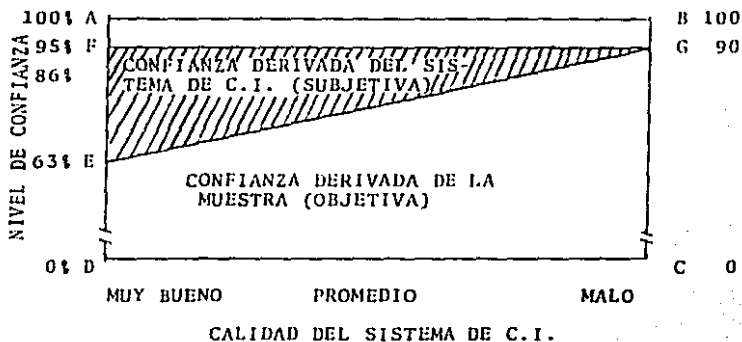 100% A
B 100
95% F
G 90
86%
CONFIANZA DERIVADA DEL SIS-
TEMA DE C.I. (SUBJETIVA)
NIVEL DE CONFIANZA
63% E
CONFIANZA DERIVADA DE LA
MUESTRA (OBJETIVA)
0% D
C 0
MUY BUENO PROMEDIO MALO
CALIDAD DEL SISTEMA DE C.I.